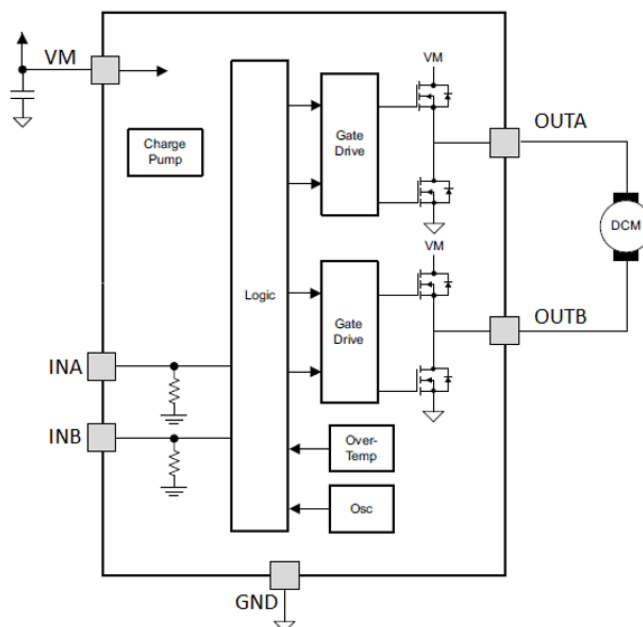 VM
VM
Charge
Pump
Gate
Drive
OUTA
DCM
VM
Logic
Gate
Drive
OUTB
INA
INB
Over-
Temp
Osc
GND